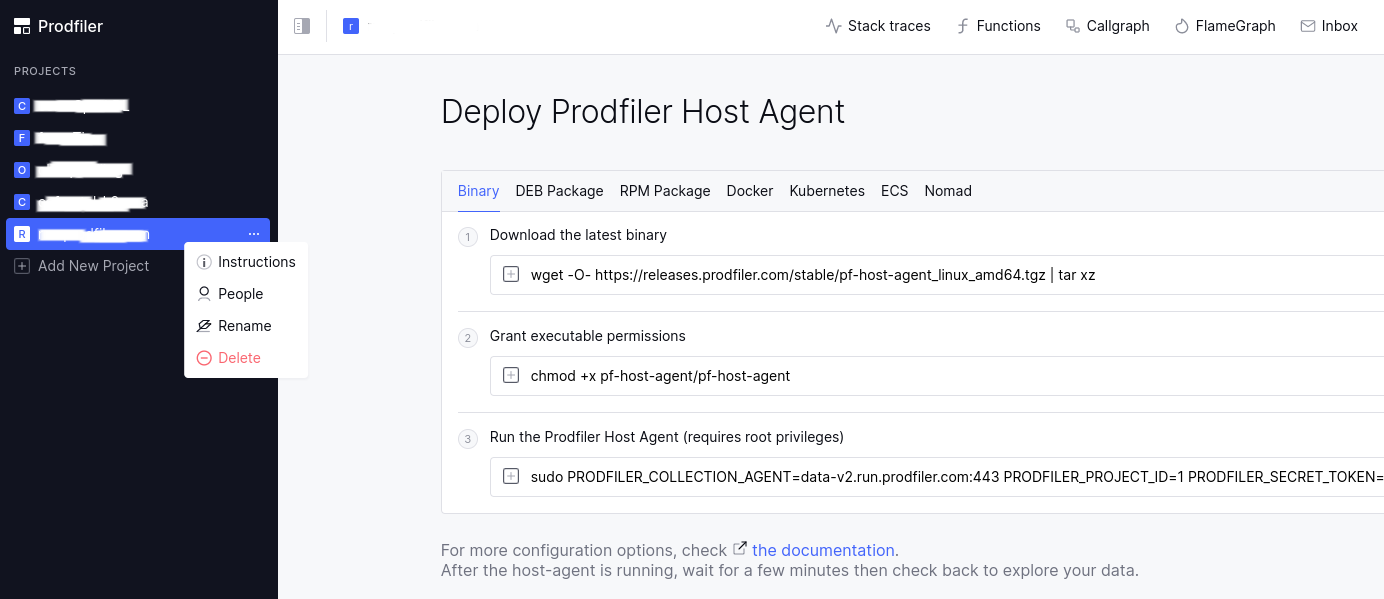 Prodfiler
PROJECTS
C
F
O
C
R
...
Add New Project
Instructions
People
Rename
Delete
r
Stack traces
Functions
Callgraph
FlameGraph
Inbox
Deploy Prodfiler Host Agent
Binary DEB Package RPM Package Docker Kubernetes ECS Nomad
1 Download the latest binary
wget -O- https://releases.prodfiler.com/stable/pf-host-agent_linux_amd64.tgz | tar xz
2 Grant executable permissions
chmod +x pf-host-agent/pf-host-agent
3 Run the Prodfiler Host Agent (requires root privileges)
sudo PRODFILER_COLLECTION_AGENT=data-v2.run.prodfiler.com:443 PRODFILER_PROJECT_ID=1 PRODFILER_SECRET_TOKEN=
For more configuration options, check the documentation.
After the host-agent is running, wait for a few minutes then check back to explore your data.